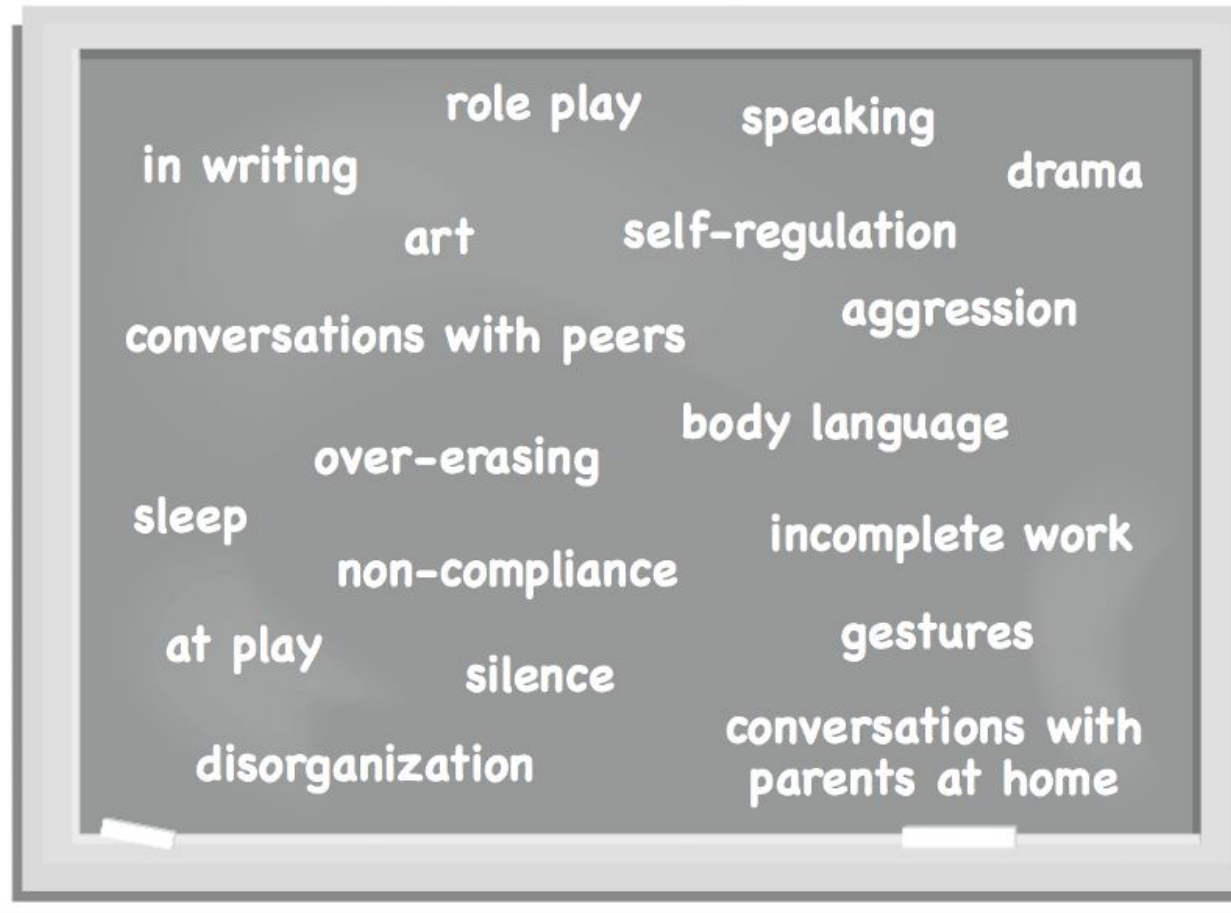 role play
speaking
in writing
drama
art
self-regulation
aggression
conversations with peers
body language
over-erasing
sleep
incomplete work
non-compliance
gestures
at play
silence
conversations with
parents at home
disorganization